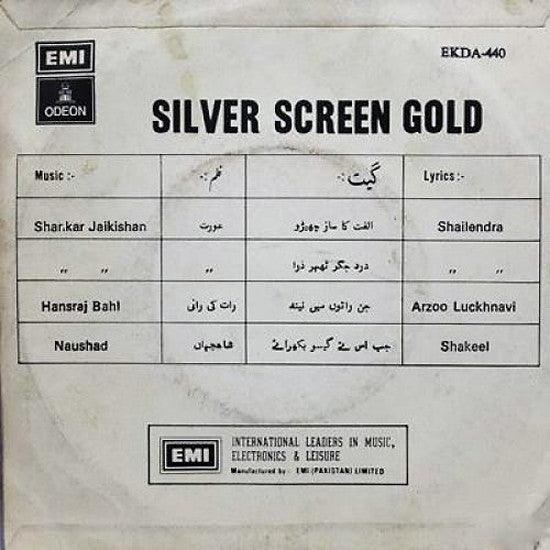 EMI
ODEON
EKDA-440
SILVER SCREEN GOLD
Music :- فلم :- گیت :- Lyrics :-
Shankar Jaikishan عورت الفت کا ساز چھیڑو Shailendra
" " " درد جگر ٹھہر ذرا " "
Hansraj Bahl رات کی رانی جن راتوں میں نیند Arzoo Luckhnavi
Naushad شاہجہاں جب اس نے گیسو بکھرائے Shakeel
EMI
INTERNATIONAL LEADERS IN MUSIC,
ELECTRONICS & LEISURE
Manufactured by :- EMI (PAKISTAN) LIMITED